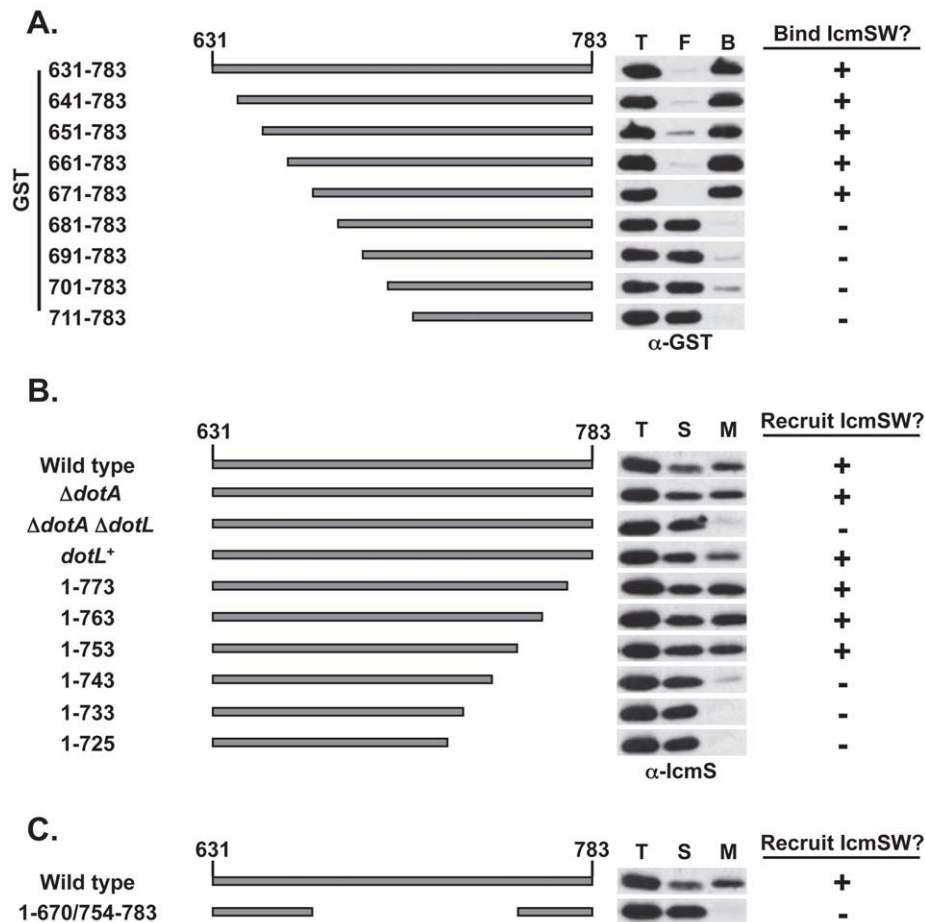 A.
631 783 T F B Bind IcmSW?
GST
631-783 +
641-783 +
651-783 +
661-783 +
671-783 +
681-783 -
691-783 -
701-783 -
711-783 -
α-GST
B.
631 783 T S M Recruit IcmSW?
Wild type +
ΔdotA +
ΔdotA ΔdotL -
dotL+ +
1-773 +
1-763 +
1-753 +
1-743 -
1-733 -
1-725 -
α-IcmS
C.
631 783 T S M Recruit IcmSW?
Wild type +
1-670/754-783 -